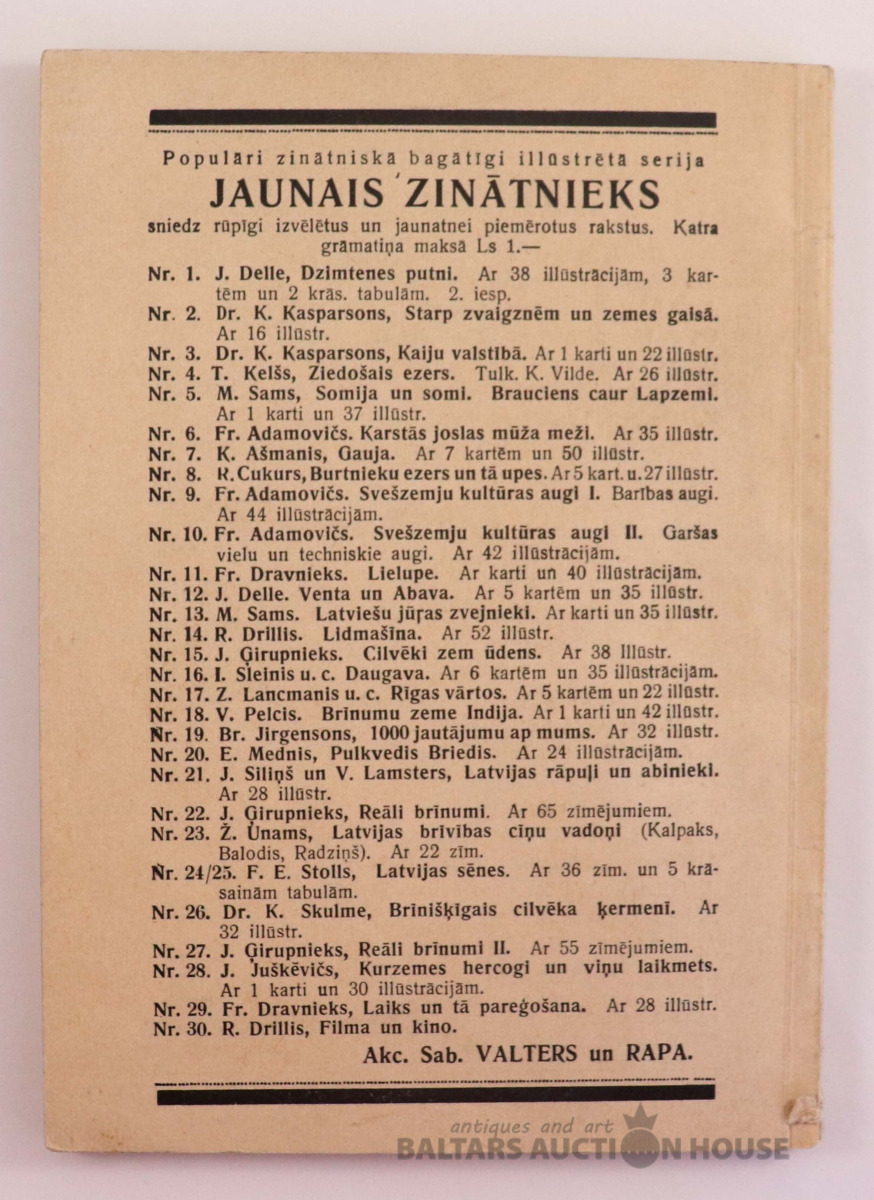 Populāri zinātniskā bagātīgi illūstrētā serija
JAUNAIS ZINĀTNIEKS
sniedz rūpīgi izvēlētus un jaunatnei piemērotus rakstus. Katra
grāmatiņa maksā Ls 1.—
Nr. 1. J. Delle, Dzimtenes putni. Ar 38 illūstrācijām, 3 kar-
tēm un 2 krās. tabulām. 2. iesp.
Nr. 2. Dr. K. Kasparsons, Starp zvaigznēm un zemes gaisā.
Ar 16 illūstr.
Nr. 3. Dr. K. Kasparsons, Kaiju valstībā. Ar 1 karti un 22 illūstr.
Nr. 4. T. Kelšs, Ziedošais ezers. Tulk. K. Vilde. Ar 26 illūstr.
Nr. 5. M. Sams, Somija un somi. Brauciens caur Lapzemi.
Ar 1 karti un 37 illūstr.
Nr. 6. Fr. Adamovičs. Karstās joslas mūža meži. Ar 35 illūstr.
Nr. 7. K. Ašmanis, Gauja. Ar 7 kartēm un 50 illūstr.
Nr. 8. R. Cukurs, Burtnieku ezers un tā upes. Ar 5 kart. u. 27 illūstr.
Nr. 9. Fr. Adamovičs. Svešzemju kultūras augi I. Barības augi.
Ar 44 illūstrācijām.
Nr. 10. Fr. Adamovičs. Svešzemju kultūras augi II. Garšas
vielu un techniskie augi. Ar 42 illūstrācijām.
Nr. 11. Fr. Dravnieks. Lielupe. Ar karti un 40 illūstrācijām.
Nr. 12. J. Delle. Venta un Abava. Ar 5 kartēm un 35 illūstr.
Nr. 13. M. Sams. Latviešu jūŗas zvejnieki. Ar karti un 35 illūstr.
Nr. 14. R. Drillis. Lidmašīna. Ar 52 illūstr.
Nr. 15. J. Ģirupnieks. Cilvēki zem ūdens. Ar 38 Illūstr.
Nr. 16. I. Sleinis u. c. Daugava. Ar 6 kartēm un 35 illūstrācijām.
Nr. 17. Z. Lancmanis u. c. Rīgas vārtos. Ar 5 kartēm un 22 illūstr.
Nr. 18. V. Pelcis. Brīnumu zeme Indija. Ar 1 karti un 42 illūstr.
Nr. 19. Br. Jirgensons, 1000 jautājumu ap mums. Ar 32 illustr.
Nr. 20. E. Mednis, Pulkvedis Briedis. Ar 24 illūstrācijām.
Nr. 21. J. Siliņš un V. Lamsters, Latvijas rāpuļi un abinieki.
Ar 28 illūstr.
Nr. 22. J. Ģirupnieks, Reāli brīnumi. Ar 65 zīmējumiem.
Nr. 23. Ž. Unams, Latvijas brīvības cīņu vadoņi (Kalpaks,
Balodis, Radziņš). Ar 22 zīm.
Nr. 24/25. F. E. Stolls, Latvijas sēnes. Ar 36 zīm. un 5 krā-
sainām tabulām.
Nr. 26. Dr. K. Skulme, Brīnišķīgais cilvēka ķermeni. Ar
32 illūstr.
Nr. 27. J. Ģirupnieks, Reāli brīnumi II. Ar 55 zīmējumiem.
Nr. 28. J. Juškēvičs, Kurzemes hercogi un viņu laikmets.
Ar 1 karti un 30 illūstrācijām.
Nr. 29. Fr. Dravnieks, Laiks un tā pareģošana. Ar 28 illūstr.
Nr. 30. R. Drillis, Filma un kino.
Akc. Sab. VALTERS un RAPA.
antiques and art
BALTARS AUCTION HOUSE